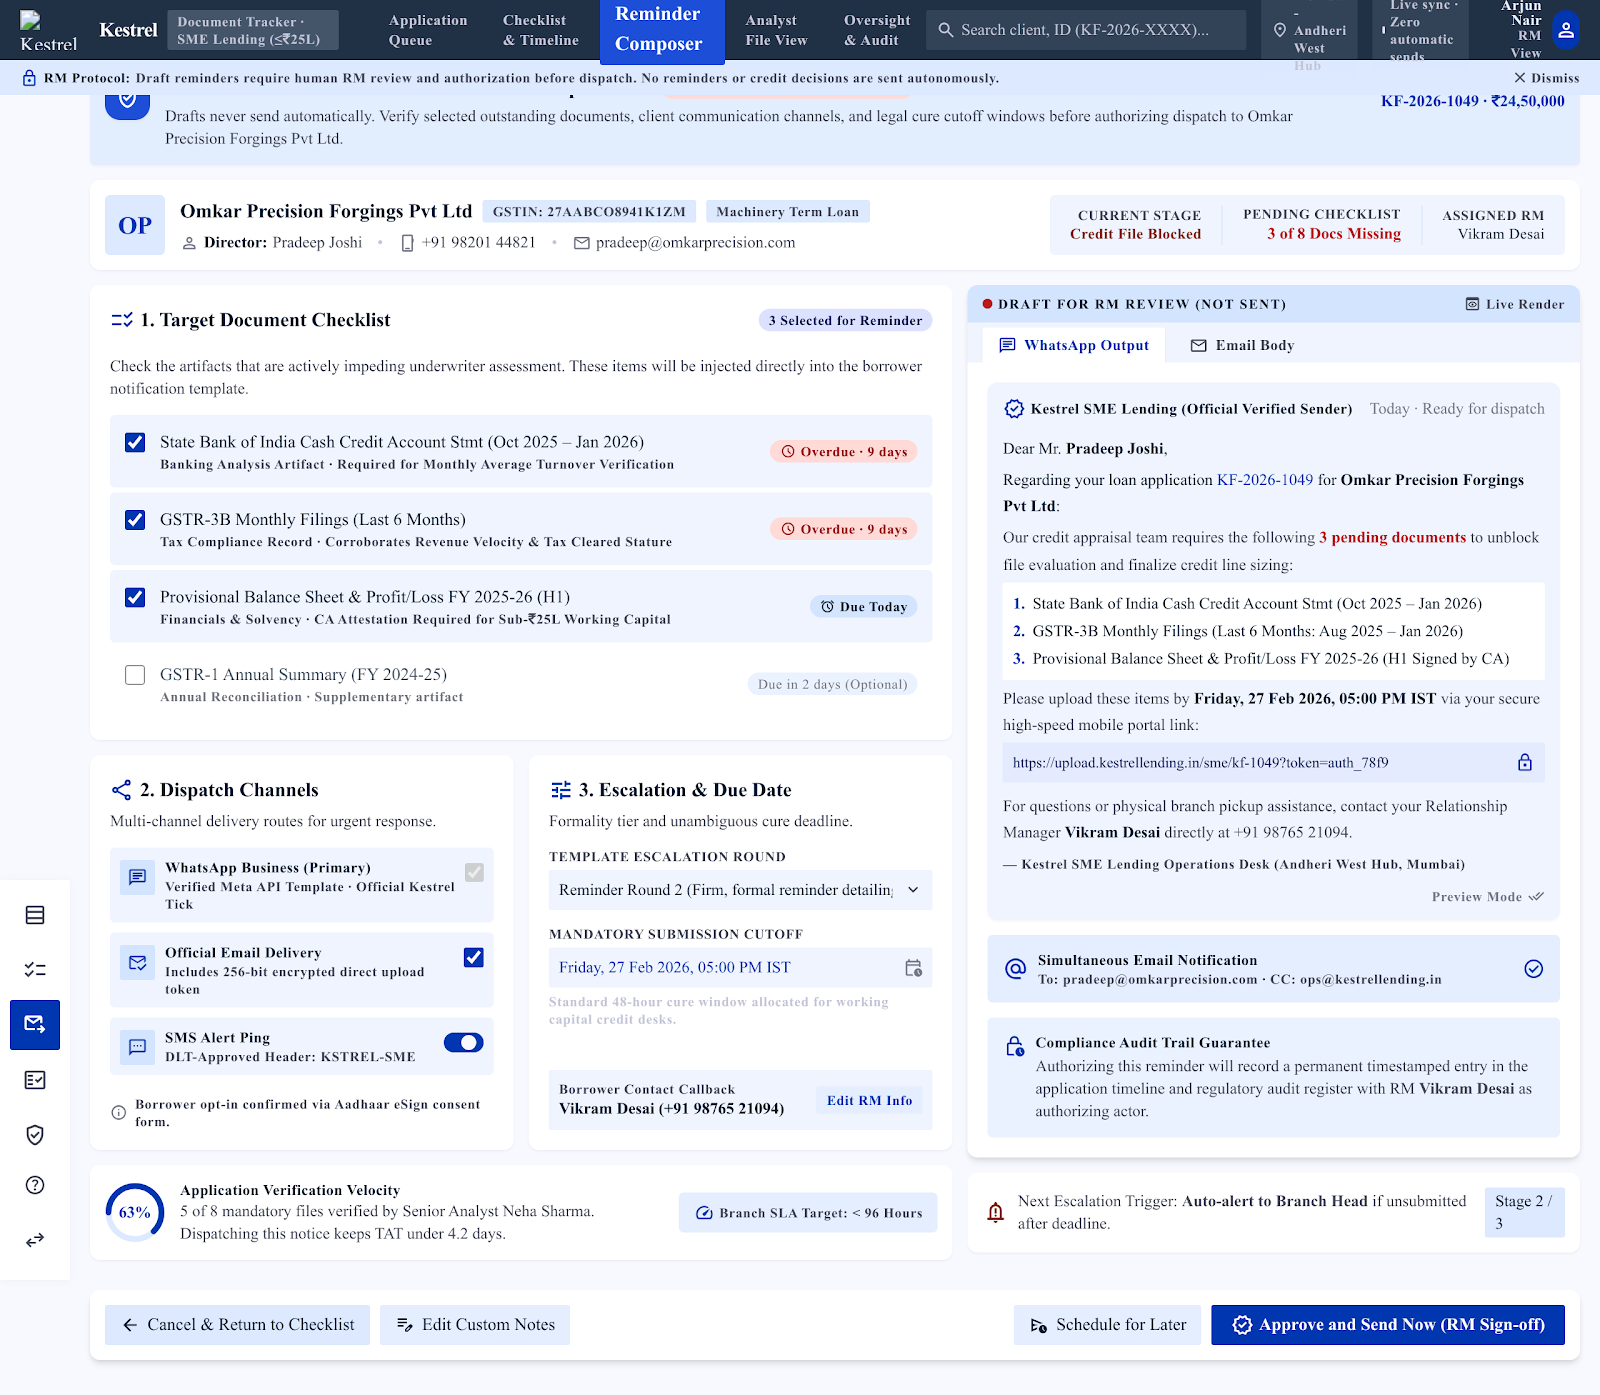 Kestrel
Kestrel
Document Tracker ·
SME Lending (≤₹25L)
Application
Queue
Checklist
& Timeline
Reminder
Composer
Analyst
File View
Oversight
& Audit
Search client, ID (KF-2026-XXXX)...
-
Andheri
West
Hub
Live sync ·
Zero
automatic
sends
Arjun
Nair
RM
View
RM Protocol: Draft reminders require human RM review and authorization before dispatch. No reminders or credit decisions are sent autonomously.
Dismiss
KF-2026-1049 · ₹24,50,000
Drafts never send automatically. Verify selected outstanding documents, client communication channels, and legal cure cutoff windows before authorizing dispatch to Omkar
Precision Forgings Pvt Ltd.
OP
Omkar Precision Forgings Pvt Ltd
GSTIN: 27AABCO8941K1ZM
Machinery Term Loan
Director: Pradeep Joshi • +91 98201 44821 • pradeep@omkarprecision.com
CURRENT STAGE
Credit File Blocked
PENDING CHECKLIST
3 of 8 Docs Missing
ASSIGNED RM
Vikram Desai
1. Target Document Checklist
3 Selected for Reminder
Check the artifacts that are actively impeding underwriter assessment. These items will be injected directly into the borrower
notification template.
State Bank of India Cash Credit Account Stmt (Oct 2025 – Jan 2026)
Banking Analysis Artifact · Required for Monthly Average Turnover Verification
Overdue · 9 days
GSTR-3B Monthly Filings (Last 6 Months)
Tax Compliance Record · Corroborates Revenue Velocity & Tax Cleared Stature
Overdue · 9 days
Provisional Balance Sheet & Profit/Loss FY 2025-26 (H1)
Financials & Solvency · CA Attestation Required for Sub-₹25L Working Capital
Due Today
GSTR-1 Annual Summary (FY 2024-25)
Annual Reconciliation · Supplementary artifact
Due in 2 days (Optional)
2. Dispatch Channels
Multi-channel delivery routes for urgent response.
WhatsApp Business (Primary)
Verified Meta API Template · Official Kestrel
Tick
Official Email Delivery
Includes 256-bit encrypted direct upload
token
SMS Alert Ping
DLT-Approved Header: KSTREL-SME
Borrower opt-in confirmed via Aadhaar eSign consent
form.
3. Escalation & Due Date
Formality tier and unambiguous cure deadline.
TEMPLATE ESCALATION ROUND
Reminder Round 2 (Firm, formal reminder detailin
MANDATORY SUBMISSION CUTOFF
Friday, 27 Feb 2026, 05:00 PM IST
Standard 48-hour cure window allocated for working
capital credit desks.
Borrower Contact Callback
Vikram Desai (+91 98765 21094)
Edit RM Info
63%
Application Verification Velocity
5 of 8 mandatory files verified by Senior Analyst Neha Sharma.
Dispatching this notice keeps TAT under 4.2 days.
Branch SLA Target: < 96 Hours
DRAFT FOR RM REVIEW (NOT SENT)
Live Render
WhatsApp Output
Email Body
Kestrel SME Lending (Official Verified Sender)
Today · Ready for dispatch
Dear Mr. Pradeep Joshi,
Regarding your loan application KF-2026-1049 for Omkar Precision Forgings
Pvt Ltd:
Our credit appraisal team requires the following 3 pending documents to unblock
file evaluation and finalize credit line sizing:
1. State Bank of India Cash Credit Account Stmt (Oct 2025 – Jan 2026)
2. GSTR-3B Monthly Filings (Last 6 Months: Aug 2025 – Jan 2026)
3. Provisional Balance Sheet & Profit/Loss FY 2025-26 (H1 Signed by CA)
Please upload these items by Friday, 27 Feb 2026, 05:00 PM IST via your secure
high-speed mobile portal link:
https://upload.kestrellending.in/sme/kf-1049?token=auth_78f9
For questions or physical branch pickup assistance, contact your Relationship
Manager Vikram Desai directly at +91 98765 21094.
— Kestrel SME Lending Operations Desk (Andheri West Hub, Mumbai)
Preview Mode
Simultaneous Email Notification
To: pradeep@omkarprecision.com · CC: ops@kestrellending.in
Compliance Audit Trail Guarantee
Authorizing this reminder will record a permanent timestamped entry in the
application timeline and regulatory audit register with RM Vikram Desai as
authorizing actor.
Next Escalation Trigger: Auto-alert to Branch Head if unsubmitted
after deadline.
Stage 2 /
3
Cancel & Return to Checklist
Edit Custom Notes
Schedule for Later
Approve and Send Now (RM Sign-off)